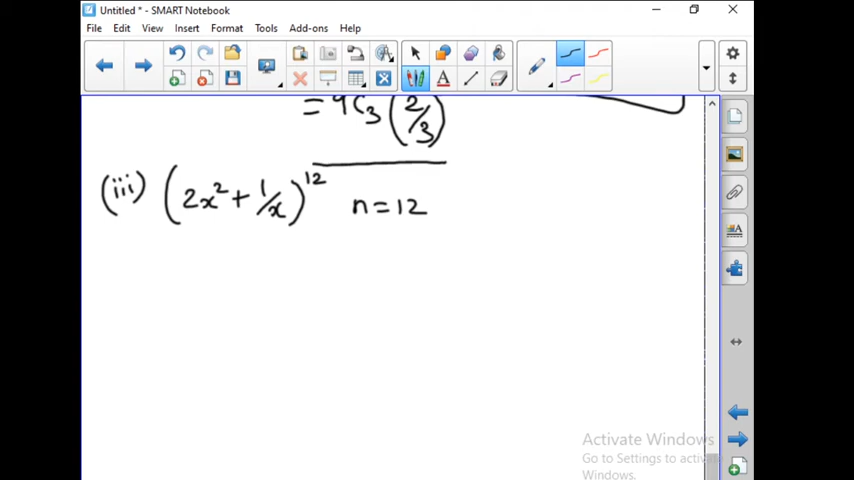 Untitled * - SMART Notebook
File Edit View Insert Format Tools Add-ons Help
= 9C₃ (2/3)
(iii) (2x² + 1/x)¹² n = 12
Activate Windows
Go to Settings to activate
Windows.